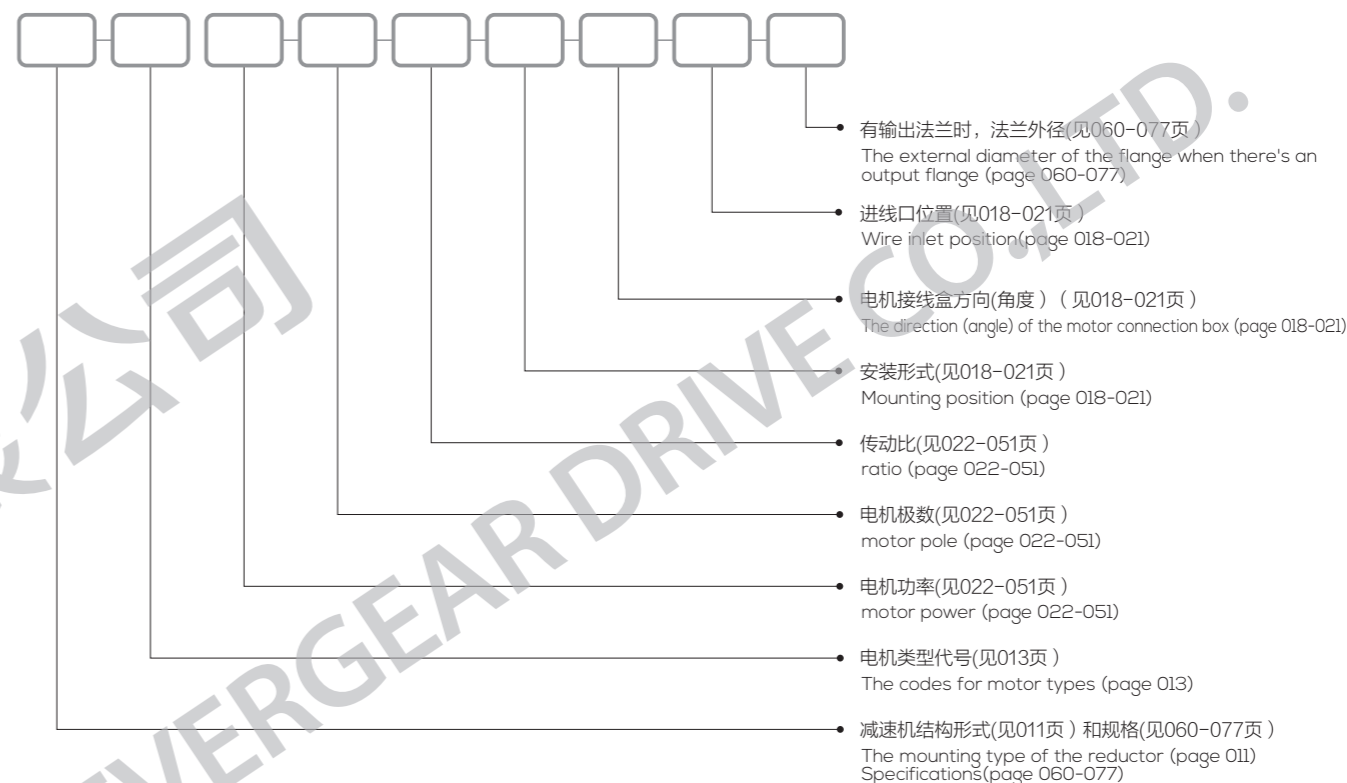 有输出法兰时，法兰外径(见060-077页）
The external diameter of the flange when there's an
output flange (page 060-077)
进线口位置(见018-021页）
Wire inlet position(page 018-021)
电机接线盒方向(角度）（ 见018-021页）
The direction (angle) of the motor connection box (page 018-021)
安装形式(见018-021页）
Mounting position (page 018-021)
传动比(见022-051页）
ratio (page 022-051)
电机极数(见022-051页）
motor pole (page 022-051)
电机功率(见022-051页）
motor power (page 022-051)
电机类型代号(见013页）
The codes for motor types (page 013)
减速机结构形式(见011页）和规格(见060-077页）
The mounting type of the reductor (page 011)
Specifications(page 060-077)
公司
EVERGEAR DRIVE CO.,LTD.